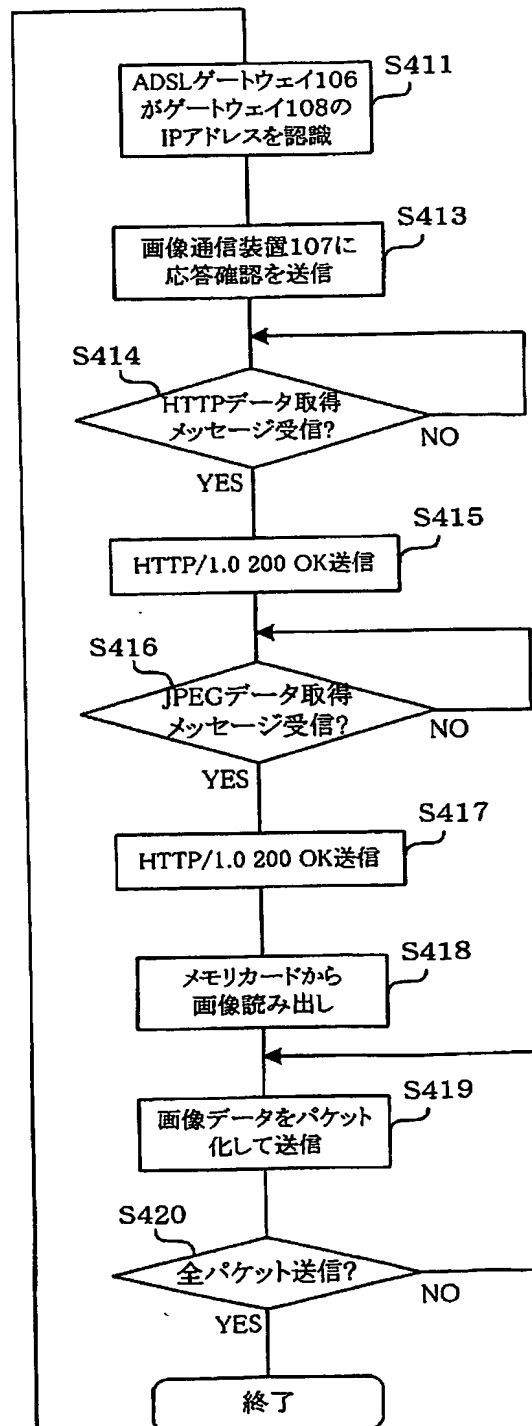 ADSLゲートウェイ106
がゲートウェイ108の
IPアドレスを認識
S411
画像通信装置107に
応答確認を送信
S413
S414
HTTPデータ取得
メッセージ受信?
NO
YES
HTTP/1.0 200 OK送信
S415
S416
JPEGデータ取得
メッセージ受信?
NO
YES
HTTP/1.0 200 OK送信
S417
メモリカードから
画像読み出し
S418
画像データをパケット
化して送信
S419
S420
全パケット送信?
NO
YES
終了